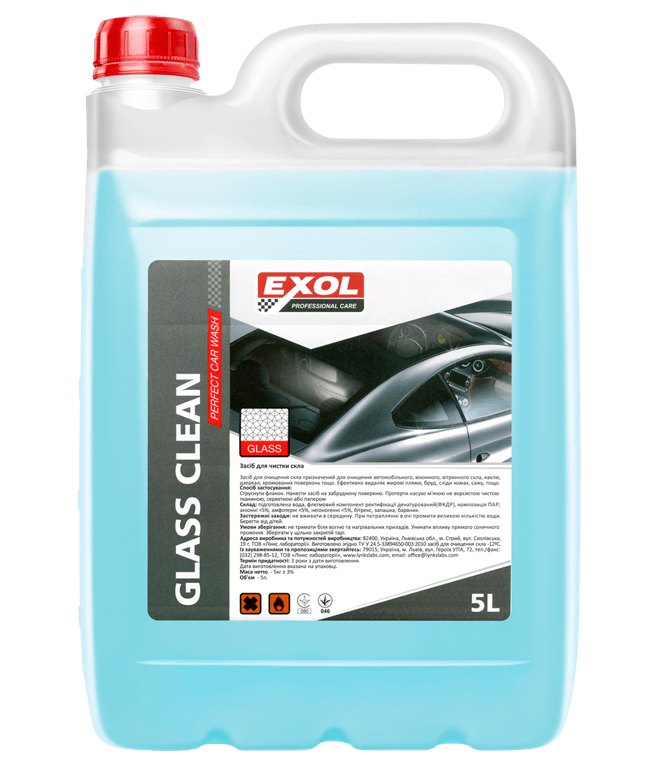 EXOL
PROFESSIONAL CARE
PERFECT CAR WASH
GLASS CLEAN
GLASS
Засіб для чистки скла
Засіб для очищення скла призначений для очищення автомобільного, віконного, вітринного скла, кахлю,
дзеркал, хромованих поверхонь тощо. Ефективно видаляє жирові плями, бруд, сліди комах, сажу, тощо.
Спосіб застосування:
Струснути флакон. Нанести засіб на забруднену поверхню. Протерти насухо м'якою не ворсистою чистою
тканиною, серветкою або папером
Склад: підготовлена вода, флегмовий компонент ректифікації денатурований(ФКДР), композиція ПАР,
аніонні <5%, амфотерні <5%, неіоногенні <5%, бітрекс, запашка, барвник.
Застережні заходи: не вживати в середину. При потраплянні в очі промити великою кількістю води.
Берегти від дітей.
Умови зберігання: не тримати біля вогню та нагрівальних приладів. Уникати впливу прямого сонячного
проміння. Зберігати у щільно закритій тарі.
Адреса виробника та потужностей виробництва: 82400, Україна, Львівська обл., м. Стрий, вул. Сколівська,
19 г, ТОВ «Лінкс лабораторії». Виготовлено згідно ТУ У 24.5-33894650-003:2010 засіб для очищення скла -12ºС.
Із зауваженнями та пропозиціями звертайтесь: 79015, Україна, м. Львів, вул. Героїв УПА, 72, тел./факс:
(032) 298-85-12, ТОВ «Лінкс лабораторії», www.lynkslabs.com, email: office@lynkslabs.com
Термін придатності: 3 роки з дати виготовлення.
Дата виготовлення вказана на упаковці.
Маса нетто - 5кг ± 3%
Об'єм - 5л.
046
5L